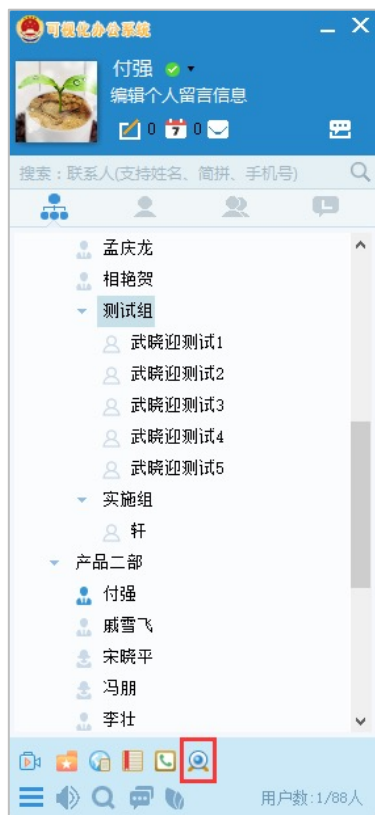 可视化办公系统
付强
编辑个人留言信息
0 7 0
搜索：联系人(支持姓名、简拼、手机号)
孟庆龙
相艳贺
测试组
武晓迎测试1
武晓迎测试2
武晓迎测试3
武晓迎测试4
武晓迎测试5
实施组
轩
产品二部
付强
戚雪飞
宋晓平
冯朋
李壮
用户数:1/88人